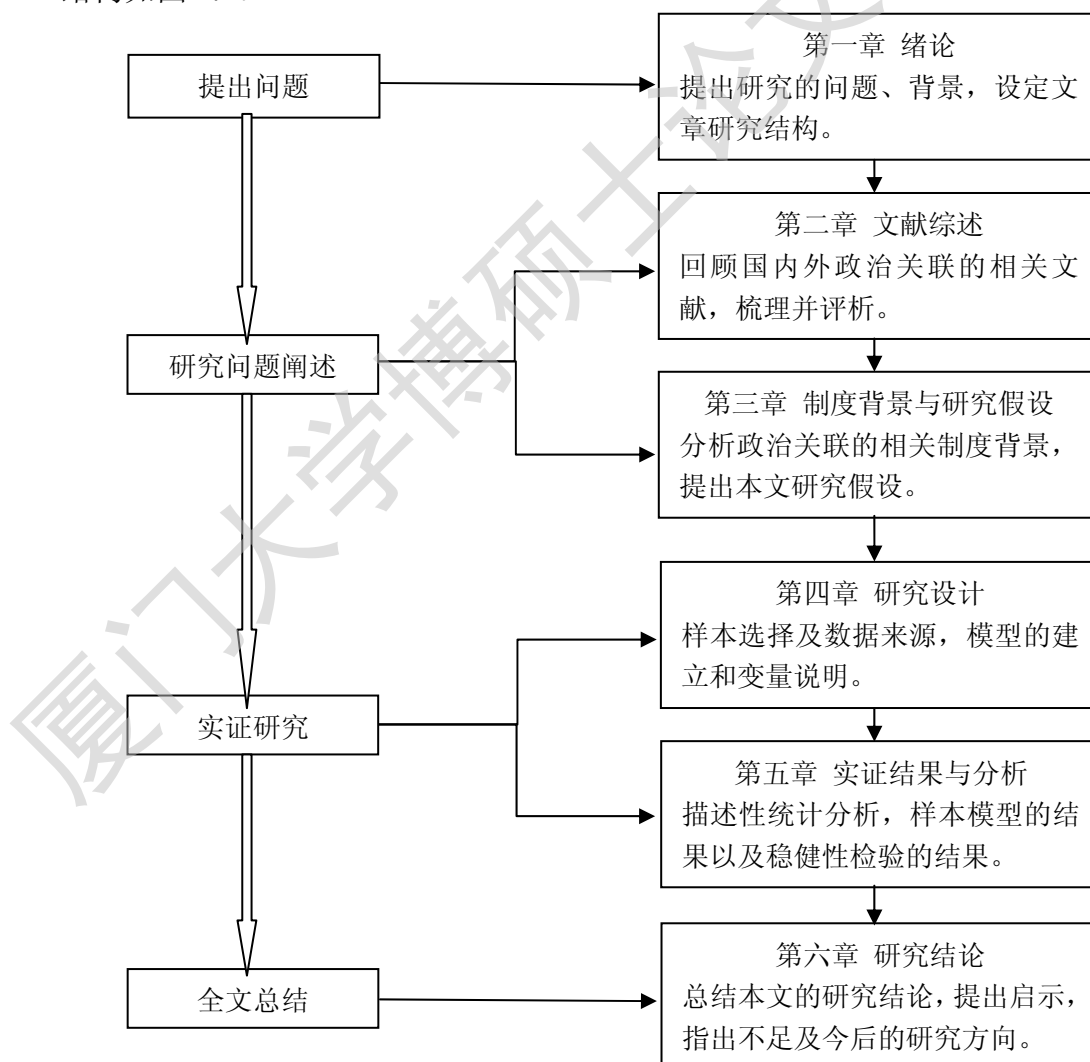 提出问题
第一章 绪论
提出研究的问题、背景，设定文
章研究结构。
第二章 文献综述
回顾国内外政治关联的相关文
献，梳理并评析。
研究问题阐述
第三章 制度背景与研究假设
分析政治关联的相关制度背景，
提出本文研究假设。
第四章 研究设计
样本选择及数据来源，模型的建
立和变量说明。
实证研究
第五章 实证结果与分析
描述性统计分析，样本模型的结
果以及稳健性检验的结果。
全文总结
第六章 研究结论
总结本文的研究结论，提出启示，
指出不足及今后的研究方向。
厦门大学博硕士论文